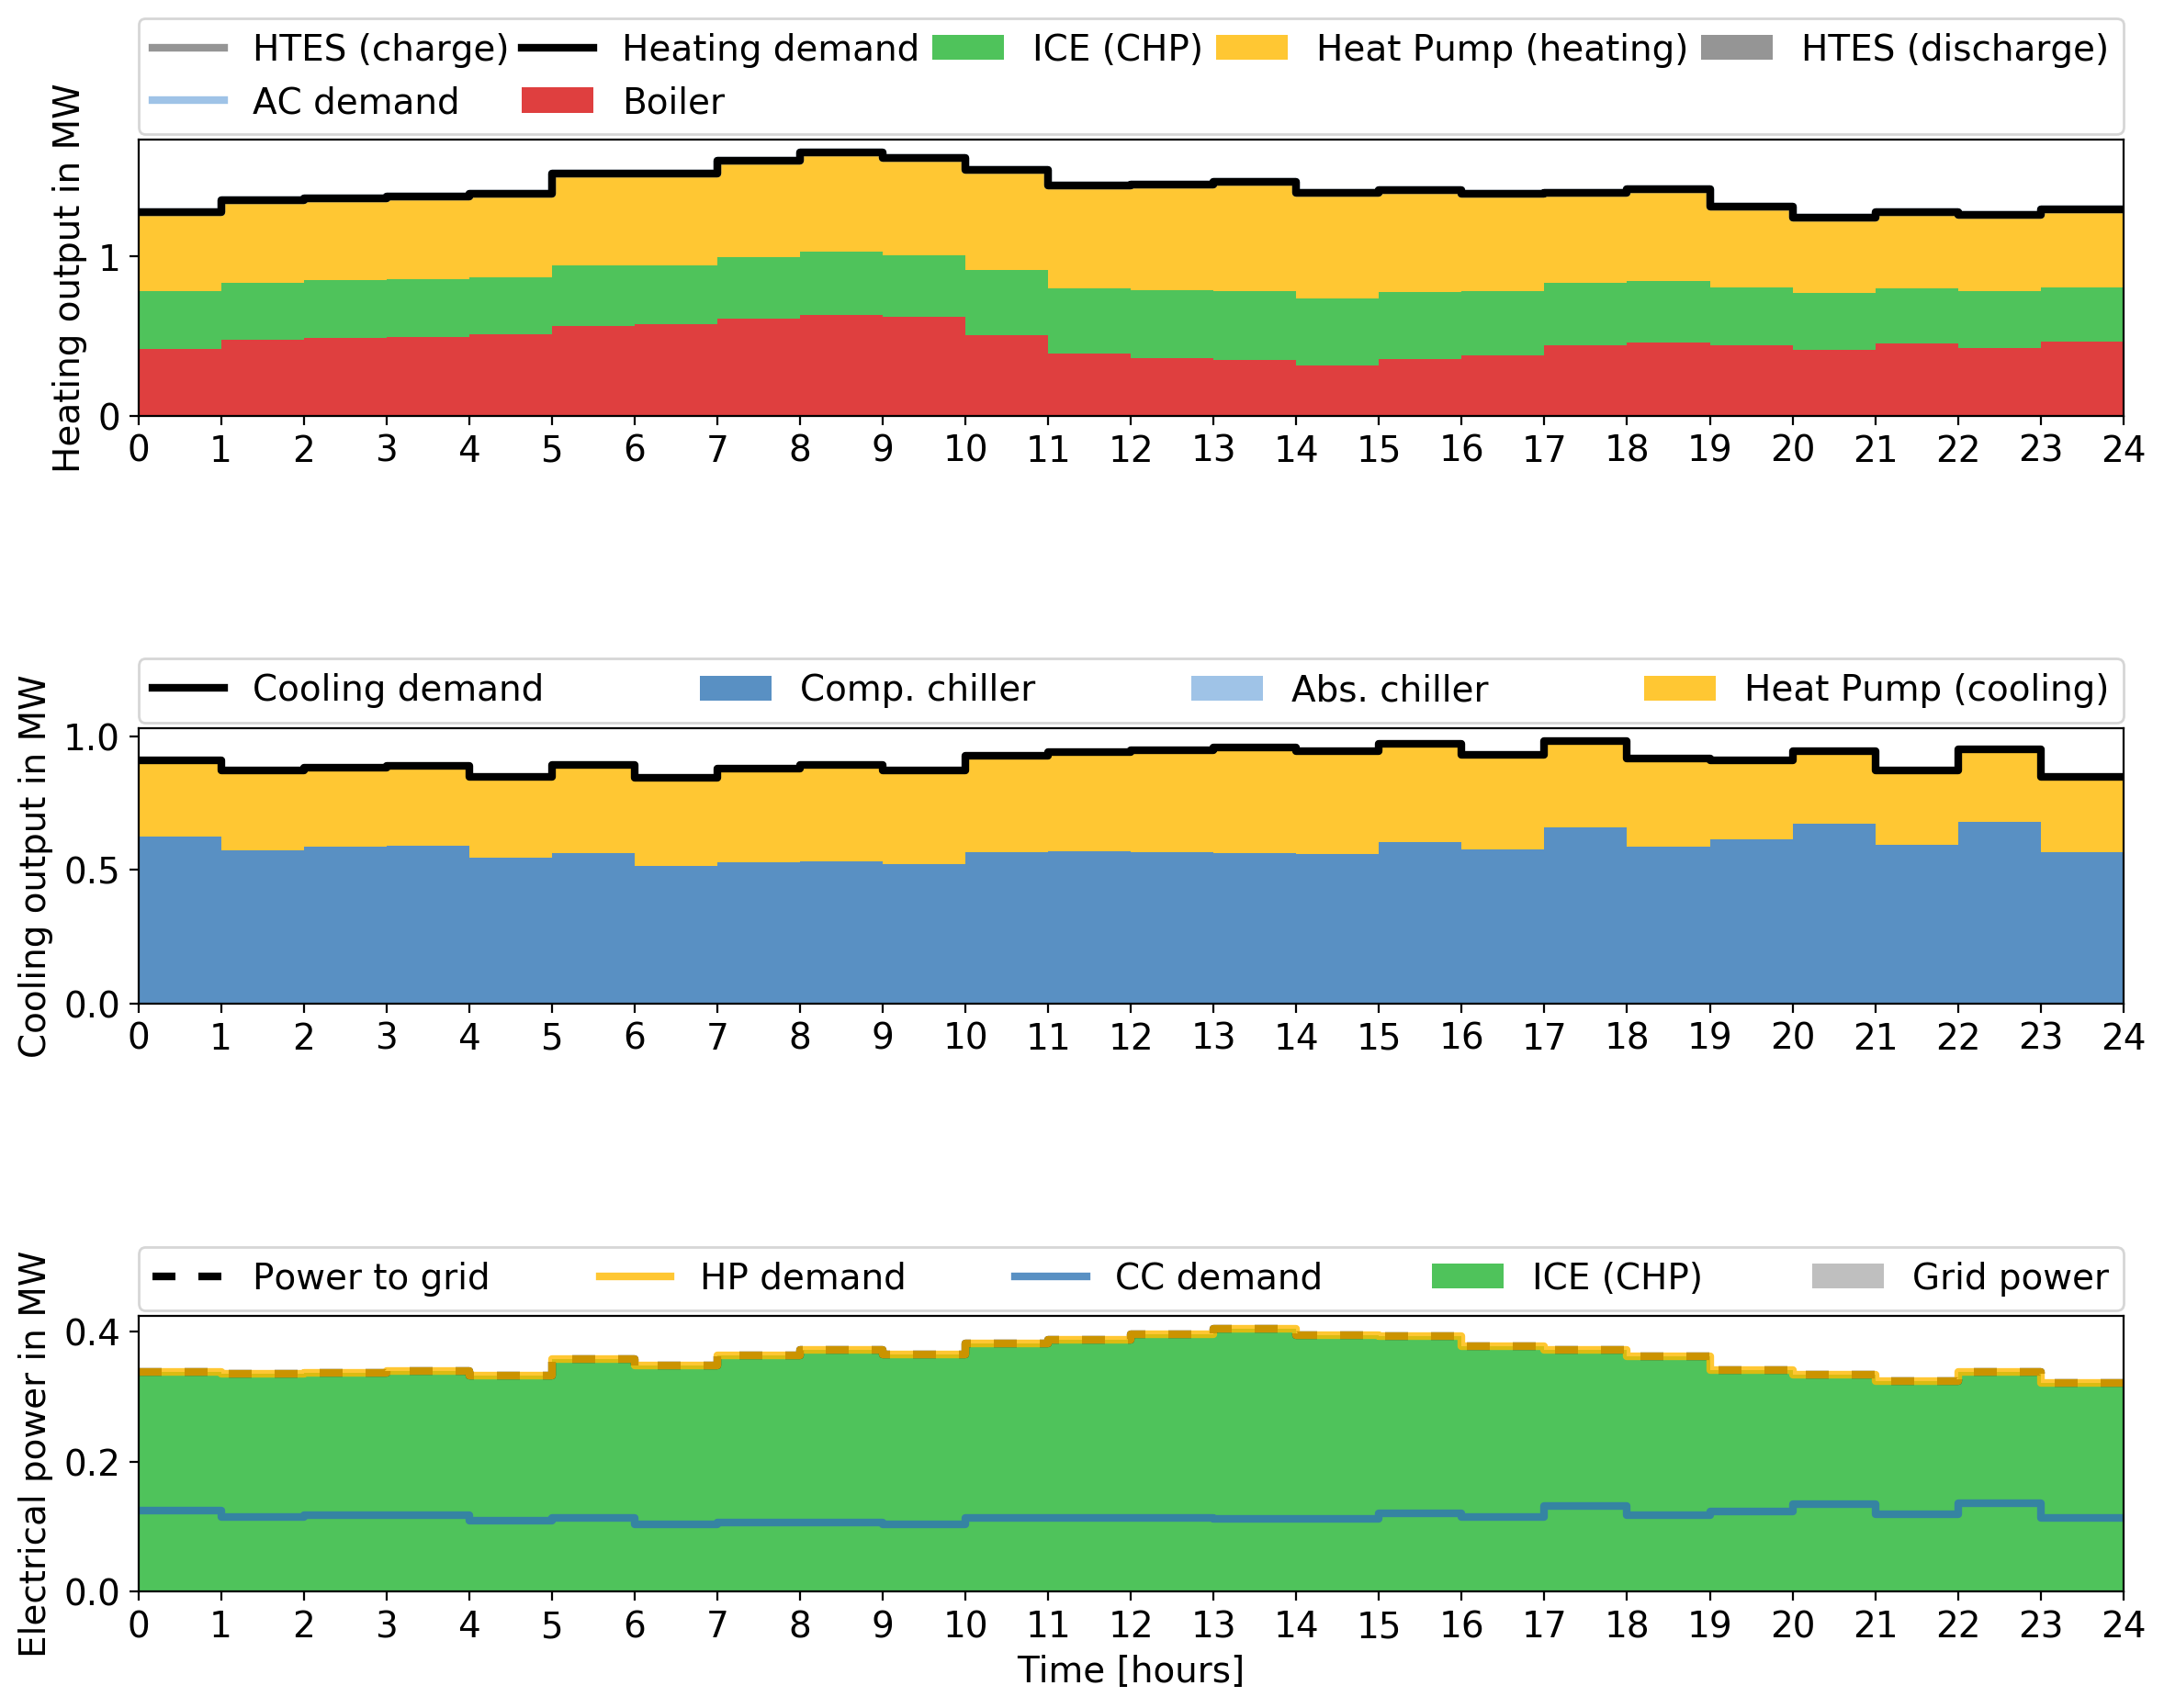 HTES (charge) Heating demand ICE (CHP) Heat Pump (heating) HTES (discharge)
AC demand Boiler
Heating output in MW
1
0
0 1 2 3 4 5 6 7 8 9 10 11 12 13 14 15 16 17 18 19 20 21 22 23 24
Cooling demand Comp. chiller Abs. chiller Heat Pump (cooling)
Cooling output in MW
1.0
0.5
0.0
0 1 2 3 4 5 6 7 8 9 10 11 12 13 14 15 16 17 18 19 20 21 22 23 24
Power to grid HP demand CC demand ICE (CHP) Grid power
Electrical power in MW
0.4
0.2
0.0
0 1 2 3 4 5 6 7 8 9 10 11 12 13 14 15 16 17 18 19 20 21 22 23 24
Time [hours]